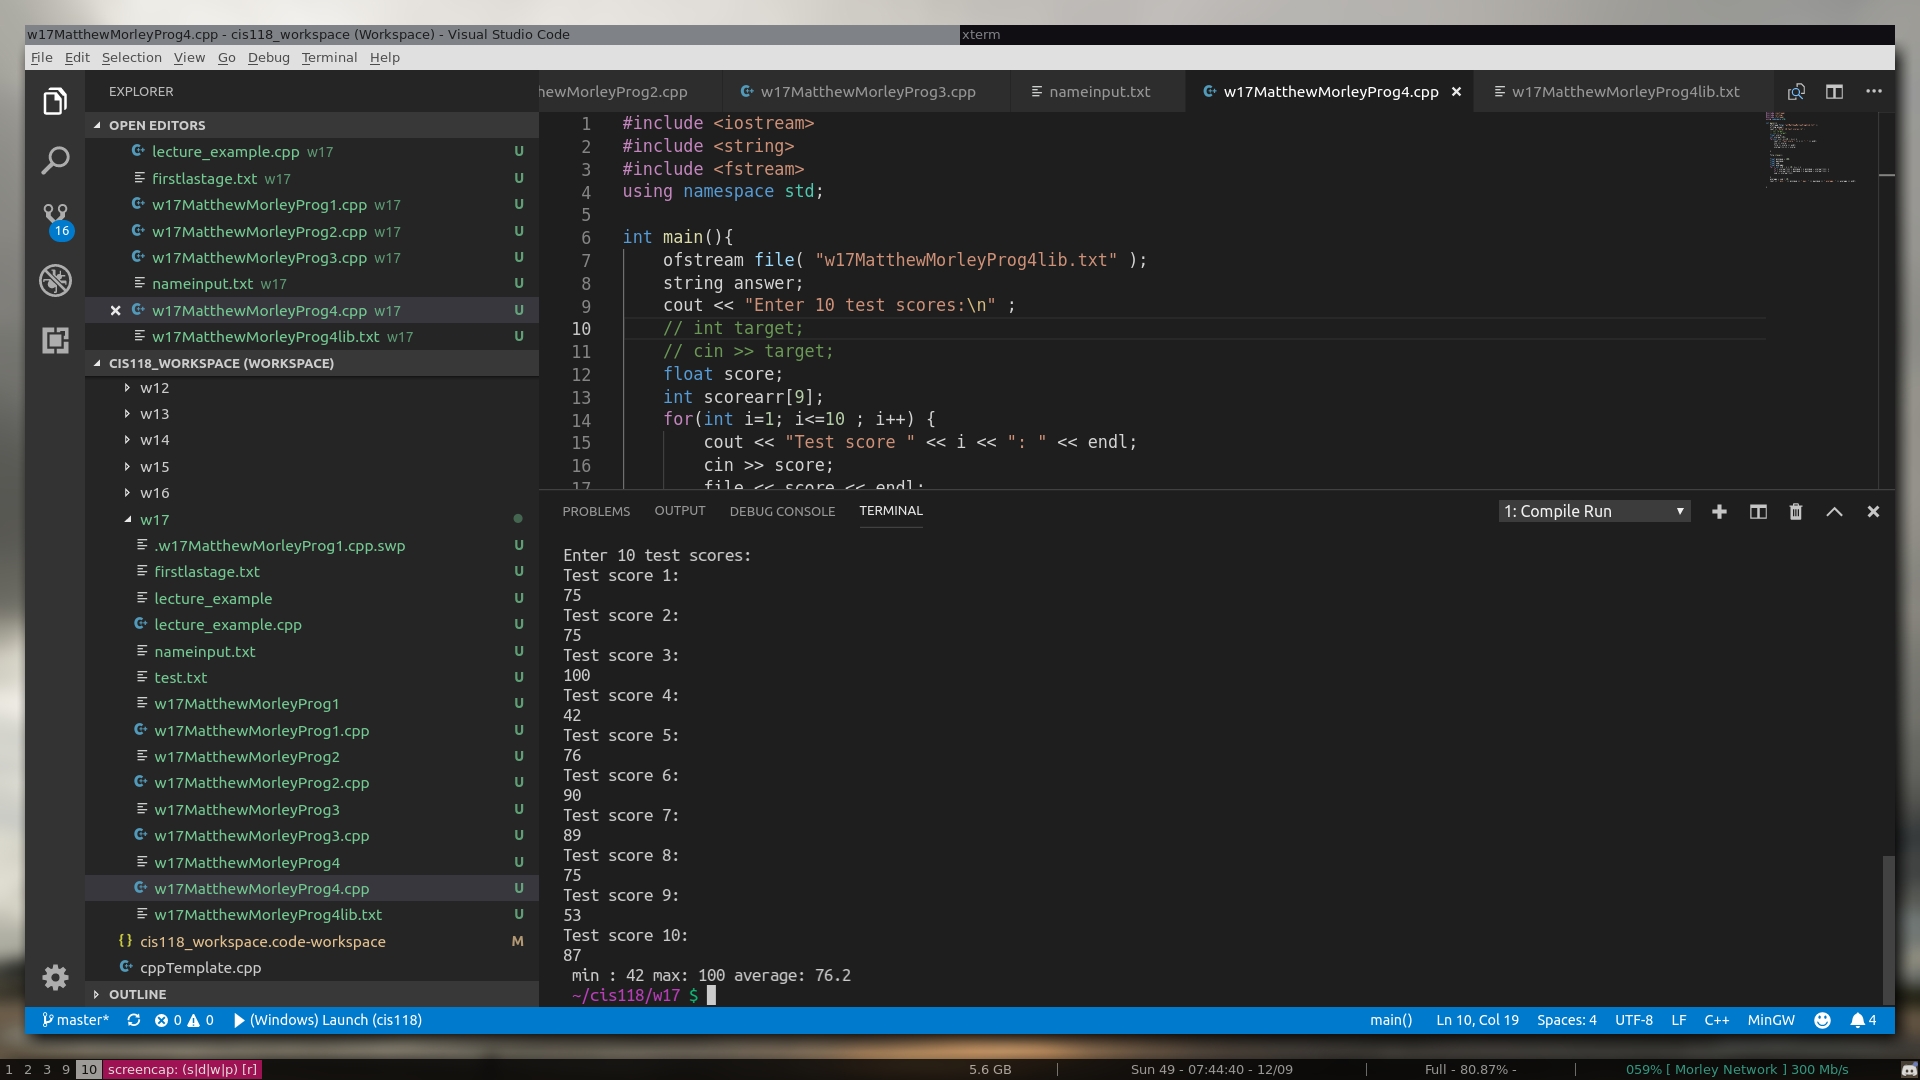 w17MatthewMorleyProg4.cpp - cis118_workspace (Workspace) - Visual Studio Code
xterm
File Edit Selection View Go Debug Terminal Help
EXPLORER
OPEN EDITORS
lecture_example.cpp w17 U
firstlastage.txt w17 U
w17MatthewMorleyProg1.cpp w17 U
w17MatthewMorleyProg2.cpp w17 U
w17MatthewMorleyProg3.cpp w17 U
nameinput.txt w17 U
w17MatthewMorleyProg4.cpp w17 U
w17MatthewMorleyProg4lib.txt w17 U
CIS118_WORKSPACE (WORKSPACE)
w12
w13
w14
w15
w16
w17
.w17MatthewMorleyProg1.cpp.swp U
firstlastage.txt U
lecture_example U
lecture_example.cpp U
nameinput.txt U
test.txt U
w17MatthewMorleyProg1 U
w17MatthewMorleyProg1.cpp U
w17MatthewMorleyProg2 U
w17MatthewMorleyProg2.cpp U
w17MatthewMorleyProg3 U
w17MatthewMorleyProg3.cpp U
w17MatthewMorleyProg4 U
w17MatthewMorleyProg4.cpp U
w17MatthewMorleyProg4lib.txt U
{} cis118_workspace.code-workspace M
cppTemplate.cpp
OUTLINE
16
hewMorleyProg2.cpp w17MatthewMorleyProg3.cpp nameinput.txt w17MatthewMorleyProg4.cpp w17MatthewMorleyProg4lib.txt
1 #include <iostream>
2 #include <string>
3 #include <fstream>
4 using namespace std;
5
6 int main(){
7 ofstream file( "w17MatthewMorleyProg4lib.txt" );
8 string answer;
9 cout << "Enter 10 test scores:\n" ;
10 // int target;
11 // cin >> target;
12 float score;
13 int scorearr[9];
14 for(int i=1; i<=10 ; i++) {
15 cout << "Test score " << i << ": " << endl;
16 cin >> score;
17 file << score << endl;
PROBLEMS OUTPUT DEBUG CONSOLE TERMINAL 1: Compile Run
Enter 10 test scores:
Test score 1:
75
Test score 2:
75
Test score 3:
100
Test score 4:
42
Test score 5:
76
Test score 6:
90
Test score 7:
89
Test score 8:
75
Test score 9:
53
Test score 10:
87
min : 42 max: 100 average: 76.2
~/cis118/w17 $
master* 0 0 (Windows) Launch (cis118) main() Ln 10, Col 19 Spaces: 4 UTF-8 LF C++ MinGW 4
1 2 3 9 10 screencap: (s|d|w|p) [r] 5.6 GB | Sun 49 - 07:44:40 - 12/09 | Full - 80.87% - | 059% [ Morley Network ] 300 Mb/s